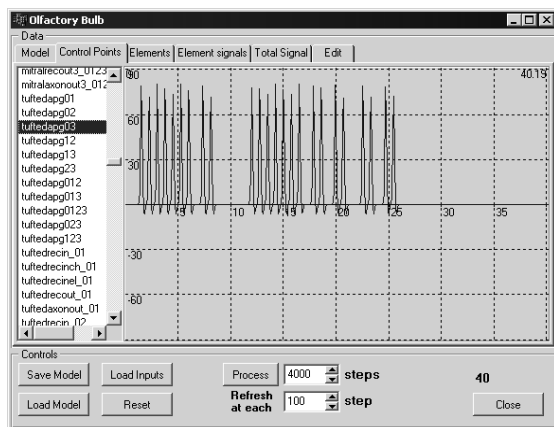 Olfactory Bulb
Data
Model Control Points Elements Element signals Total Signal Edit
mitralrecout3_0123
mitralaxonout3_012
tuftedapg01
tuftedapg02
tuftedapg03
tuftedapg12
tuftedapg13
tuftedapg23
tuftedapg012
tuftedapg013
tuftedapg0123
tuftedapg023
tuftedapg123
tuftedrecin_01
tuftedrecinch_01
tuftedrecinel_01
tuftedrecout_01
tuftedaxonout_01
tuftedrecin_02
90 40.19
60
30
5 10 15 20 25 30 35
-30
-60
Controls
Save Model Load Inputs Process 4000 steps 40
Load Model Reset Refresh at each 100 step Close